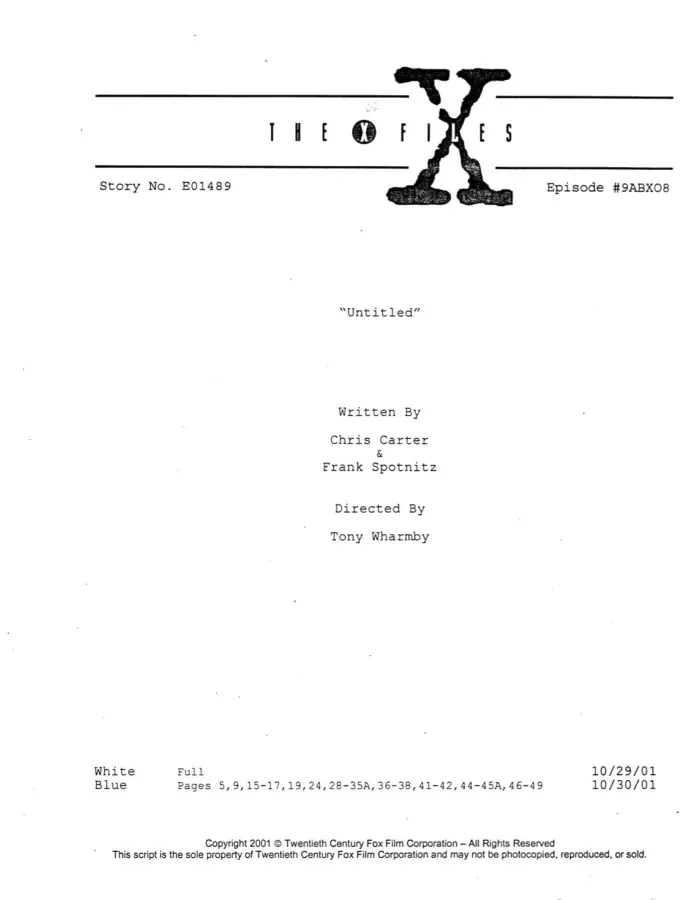 THE X FILES
Story No. E01489
Episode #9ABX08
"Untitled"
Written By
Chris Carter
&
Frank Spotnitz
Directed By
Tony Wharmby
White Full 10/29/01
Blue Pages 5,9,15-17,19,24,28-35A,36-38,41-42,44-45A,46-49 10/30/01
Copyright 2001 © Twentieth Century Fox Film Corporation – All Rights Reserved
This script is the sole property of Twentieth Century Fox Film Corporation and may not be photocopied, reproduced, or sold.